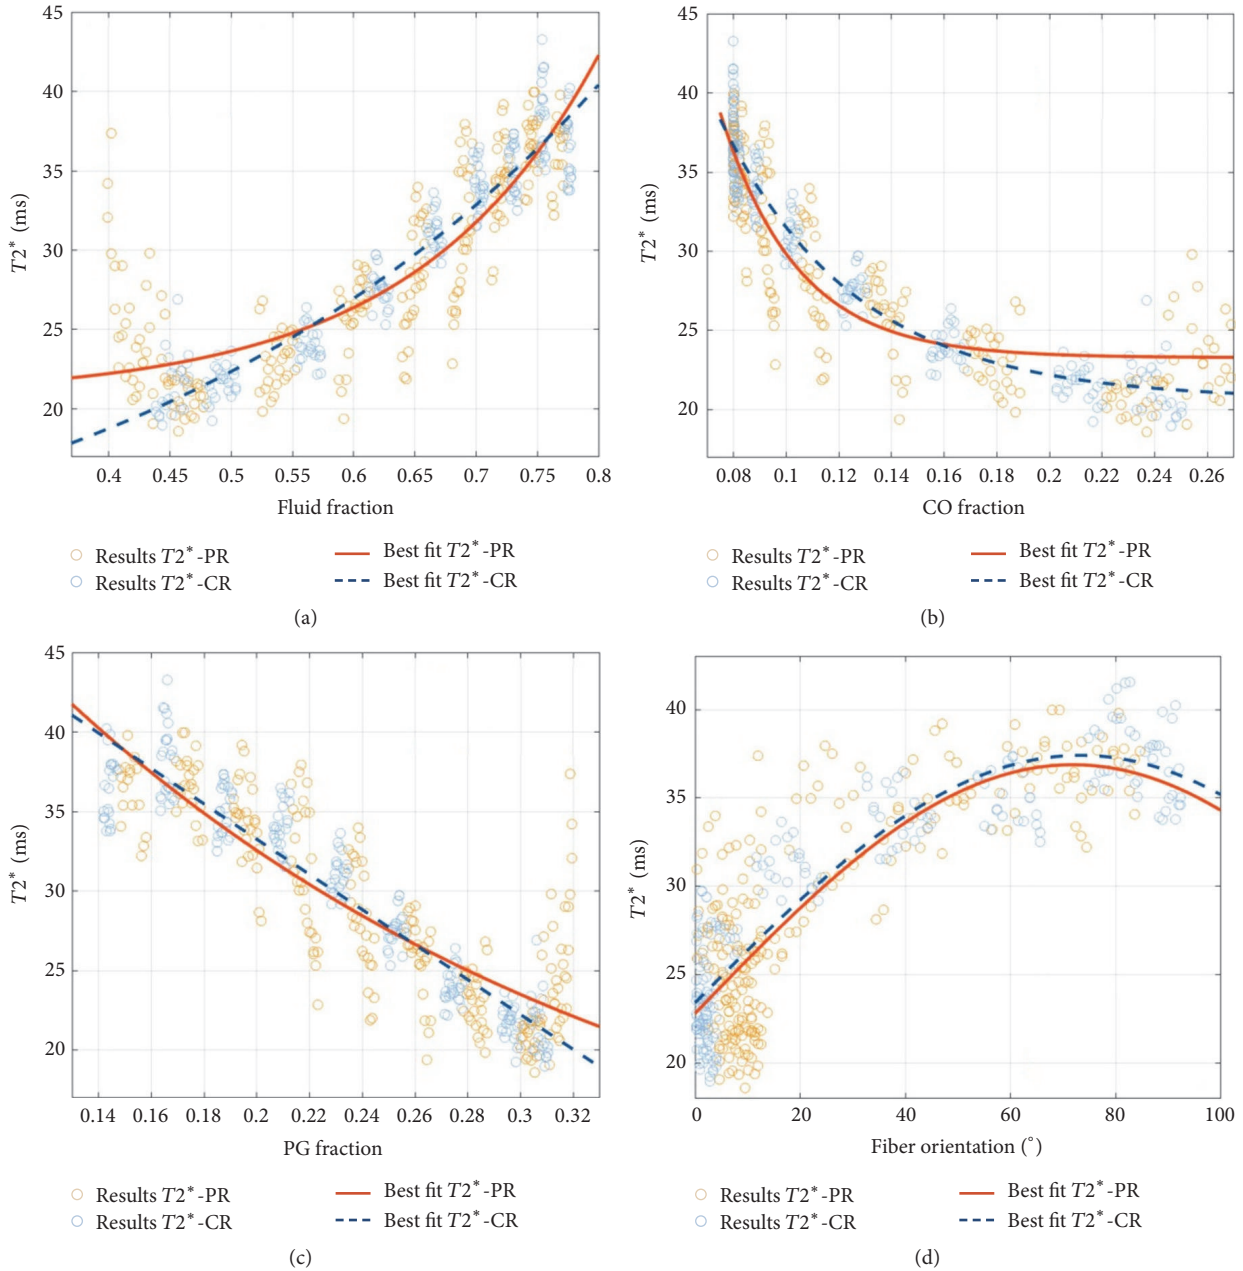 45
40
35
30
25
20
T2* (ms)
0.4 0.45 0.5 0.55 0.6 0.65 0.7 0.75 0.8
Fluid fraction
Results T2*-PR
Results T2*-CR
Best fit T2*-PR
Best fit T2*-CR
(a)
45
40
35
30
25
20
T2* (ms)
0.08 0.1 0.12 0.14 0.16 0.18 0.2 0.22 0.24 0.26
CO fraction
Results T2*-PR
Results T2*-CR
Best fit T2*-PR
Best fit T2*-CR
(b)
45
40
35
30
25
20
T2* (ms)
0.14 0.16 0.18 0.2 0.22 0.24 0.26 0.28 0.3 0.32
PG fraction
Results T2*-PR
Results T2*-CR
Best fit T2*-PR
Best fit T2*-CR
(c)
40
35
30
25
20
T2* (ms)
0 20 40 60 80 100
Fiber orientation (°)
Results T2*-PR
Results T2*-CR
Best fit T2*-PR
Best fit T2*-CR
(d)